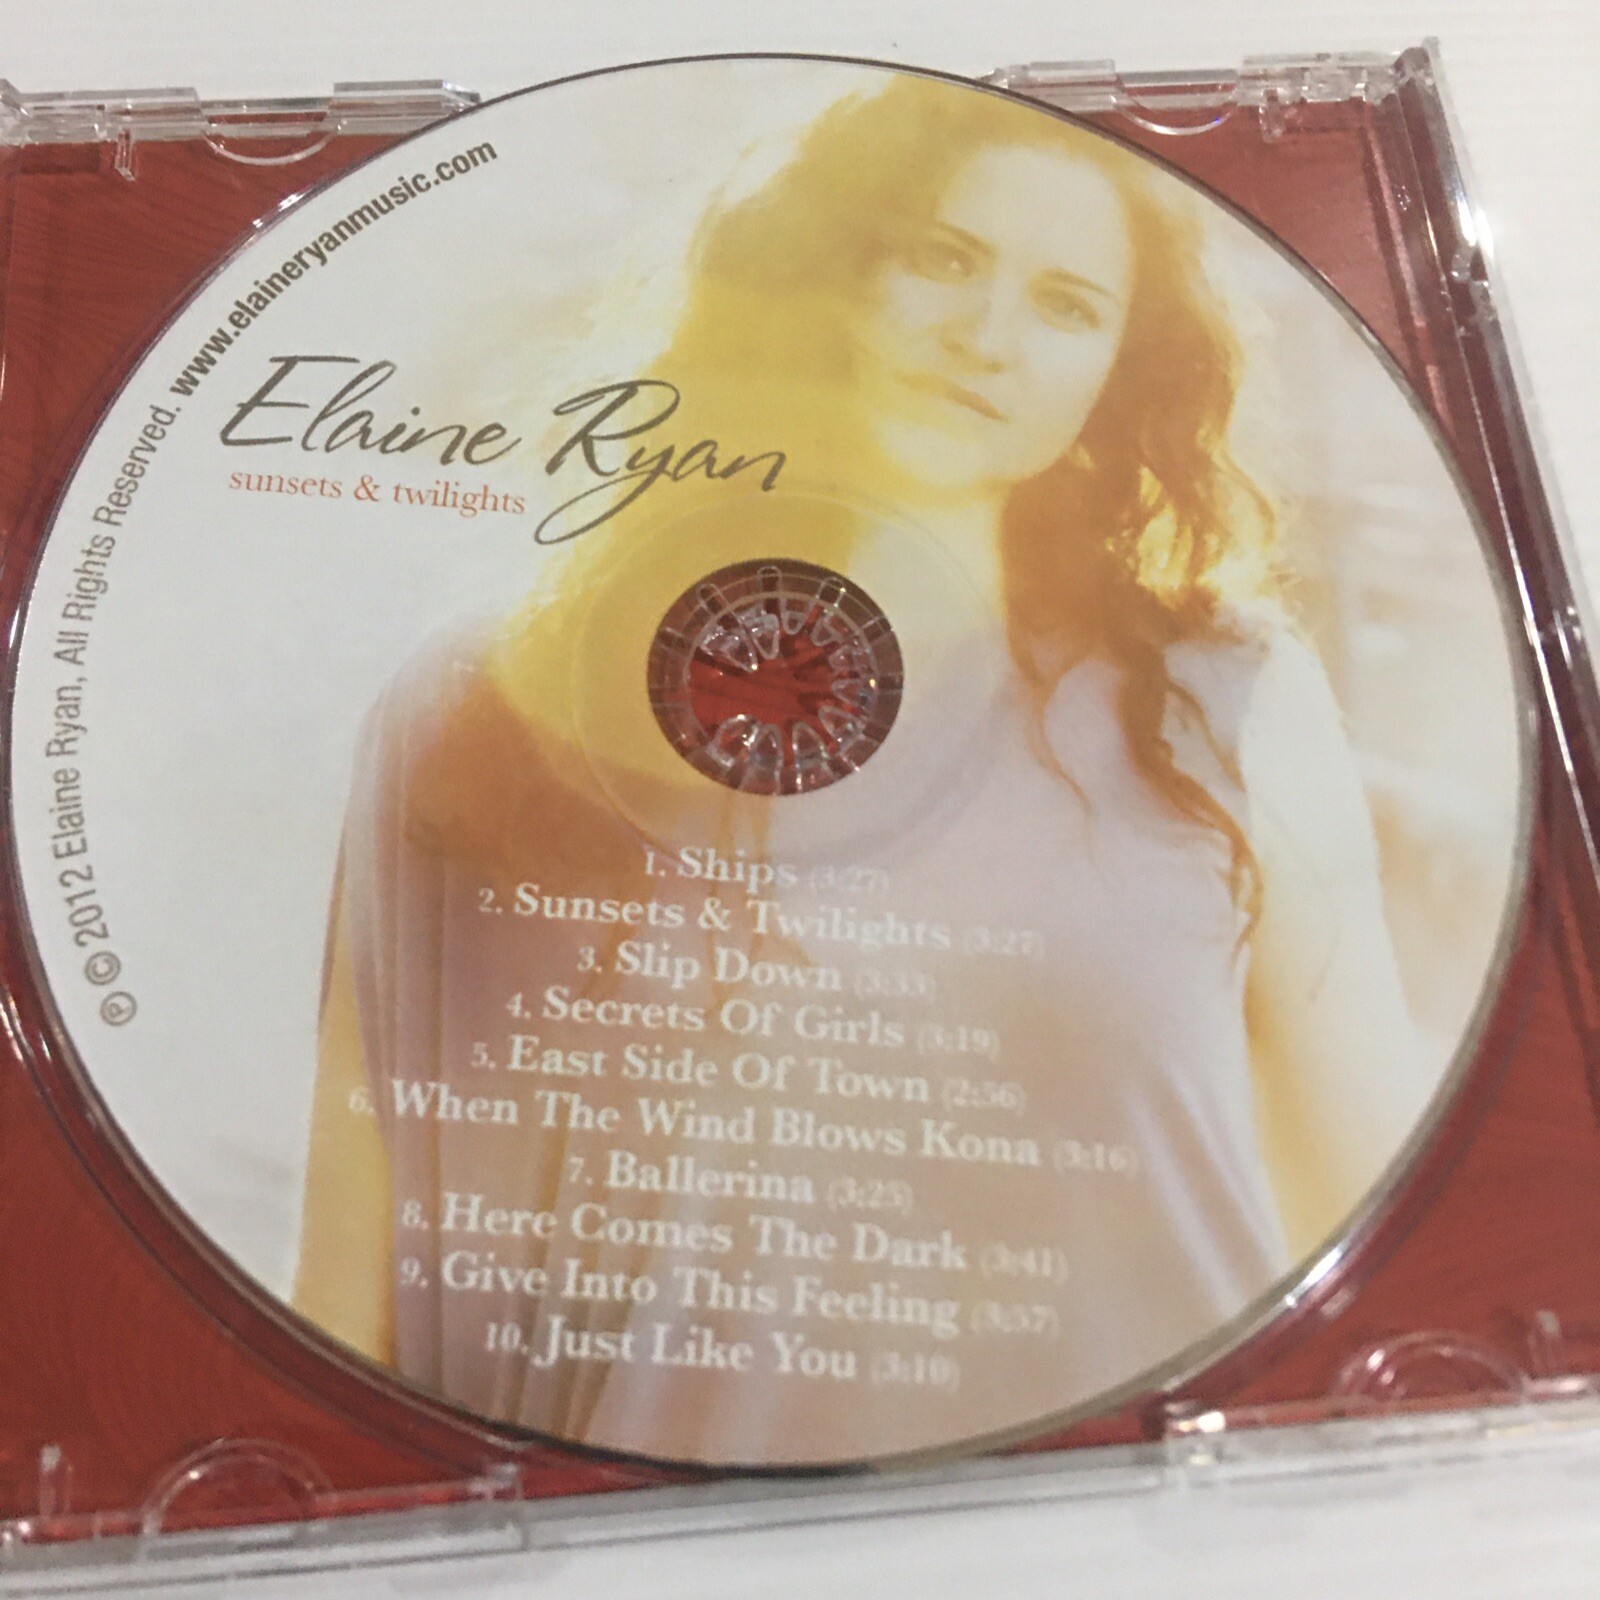 ℗ © 2012 Elaine Ryan, All Rights Reserved. www.elaineryanmusic.com
Elaine Ryan
sunsets & twilights
1. Ships (3:27)
2. Sunsets & Twilights (3:27)
3. Slip Down (3:33)
4. Secrets Of Girls (3:19)
5. East Side Of Town (2:56)
6. When The Wind Blows Kona (3:16)
7. Ballerina (3:25)
8. Here Comes The Dark (3:41)
9. Give Into This Feeling (3:57)
10. Just Like You (3:10)